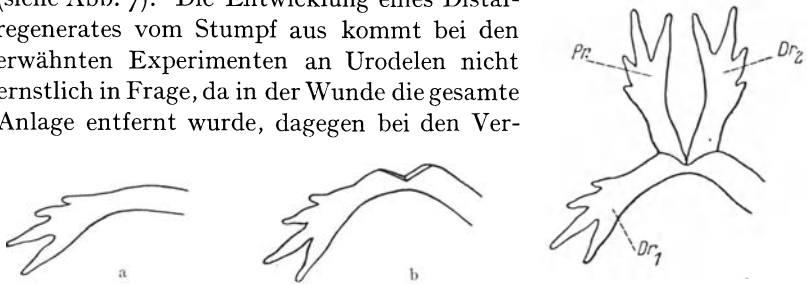 (siehe Abb. 7). Die Entwicklung eines Distal-
regenerates vom Stumpf aus kommt bei den
erwähnten Experimenten an Urodelen nicht
ernstlich in Frage, da in der Wunde die gesamte
Anlage entfernt wurde, dagegen bei den Ver-
a
b
Pr.
Dr2
Dr1